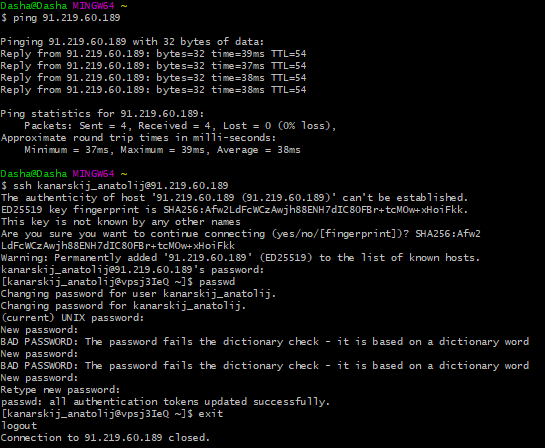 Dasha@Dasha MINGW64 ~
$ ping 91.219.60.189
Pinging 91.219.60.189 with 32 bytes of data:
Reply from 91.219.60.189: bytes=32 time=39ms TTL=54
Reply from 91.219.60.189: bytes=32 time=37ms TTL=54
Reply from 91.219.60.189: bytes=32 time=38ms TTL=54
Reply from 91.219.60.189: bytes=32 time=38ms TTL=54
Ping statistics for 91.219.60.189:
    Packets: Sent = 4, Received = 4, Lost = 0 (0% loss),
Approximate round trip times in milli-seconds:
    Minimum = 37ms, Maximum = 39ms, Average = 38ms
Dasha@Dasha MINGW64 ~
$ ssh kanarskij_anatolij@91.219.60.189
The authenticity of host '91.219.60.189 (91.219.60.189)' can't be established.
ED25519 key fingerprint is SHA256:Afw2LdFcWCzAwjh88ENH7dIC80FBr+tcMOw+xHoiFkk.
This key is not known by any other names
Are you sure you want to continue connecting (yes/no/[fingerprint])? SHA256:Afw2
LdFcWCzAwjh88ENH7dIC80FBr+tcMOw+xHoiFkk
Warning: Permanently added '91.219.60.189' (ED25519) to the list of known hosts.
kanarskij_anatolij@91.219.60.189's password:
[kanarskij_anatolij@vpsj3IeQ ~]$ passwd
Changing password for user kanarskij_anatolij.
Changing password for kanarskij_anatolij.
(current) UNIX password:
New password:
BAD PASSWORD: The password fails the dictionary check - it is based on a dictionary word
New password:
BAD PASSWORD: The password fails the dictionary check - it is based on a dictionary word
New password:
Retype new password:
passwd: all authentication tokens updated successfully.
[kanarskij_anatolij@vpsj3IeQ ~]$ exit
logout
Connection to 91.219.60.189 closed.